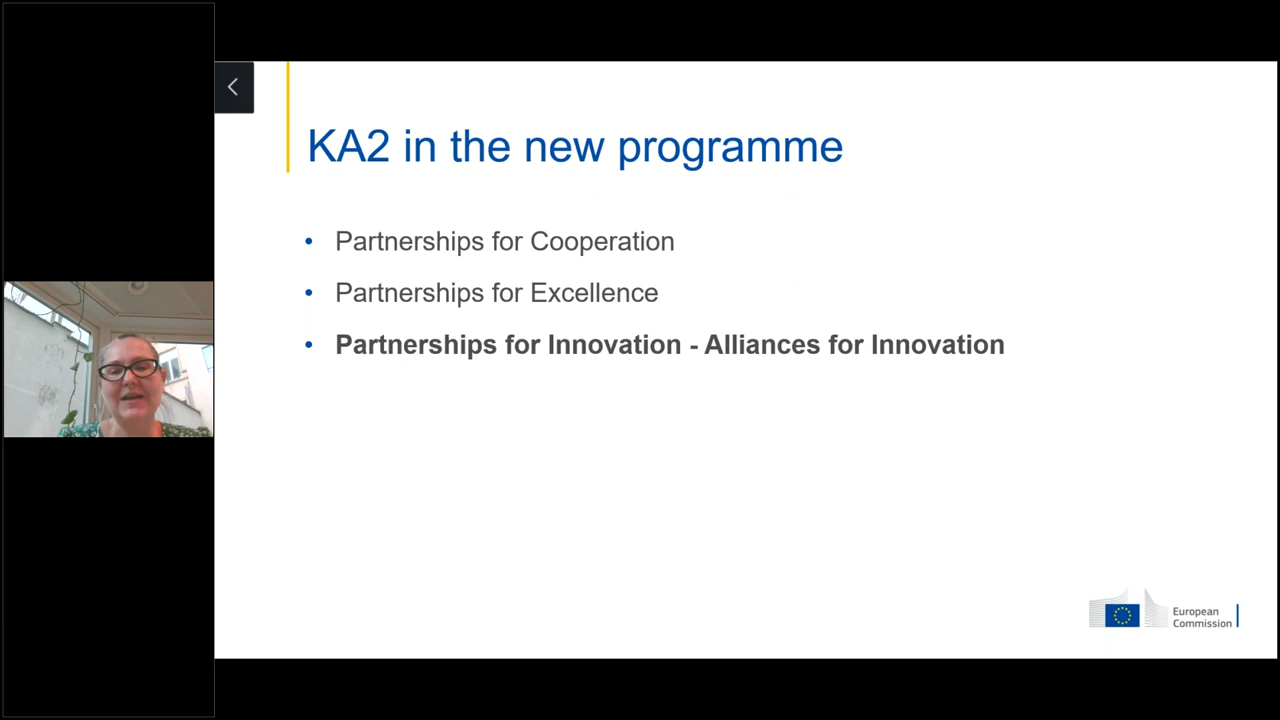 KA2 in the new programme
• Partnerships for Cooperation
• Partnerships for Excellence
• Partnerships for Innovation - Alliances for Innovation
European
Commission